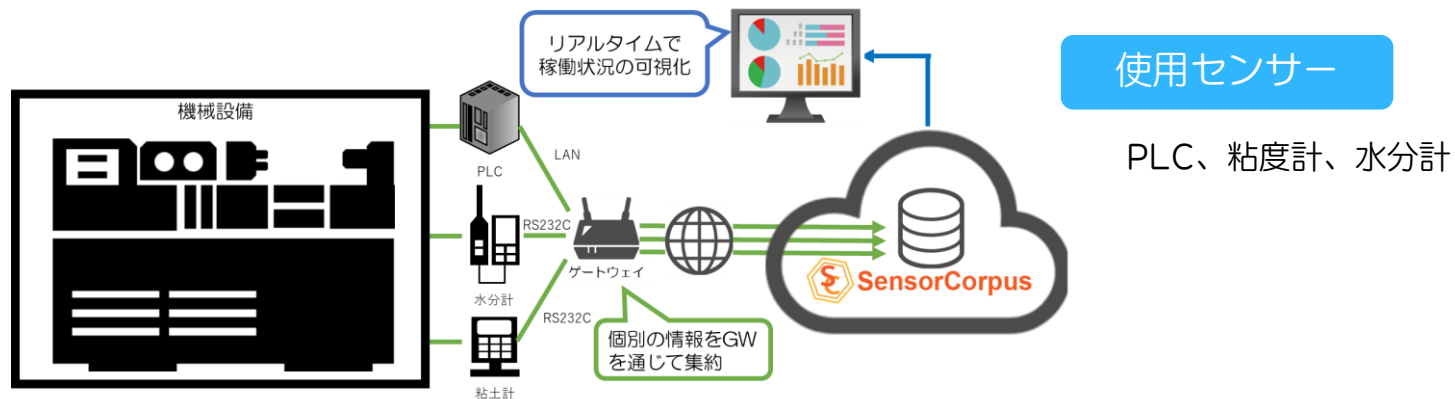 リアルタイムで
稼働状況の可視化
使用センサー
PLC、粘度計、水分計
機械設備
PLC
LAN
RS232C
水分計
ゲートウェイ
RS232C
粘土計
個別の情報をGW
を通じて集約
SC
SensorCorpus